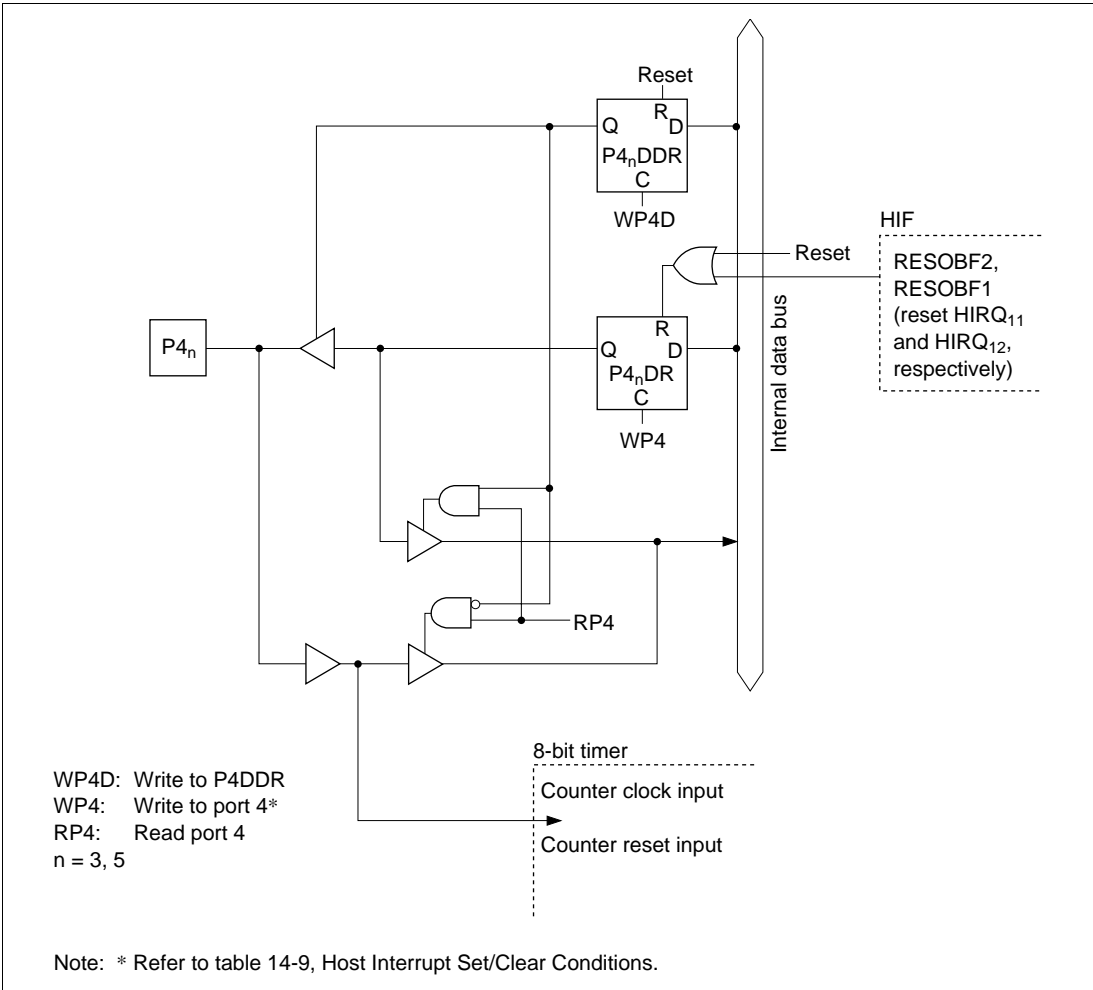 Reset
R
Q
D
P4nDDR
C
WP4D
HIF
Reset
RESOBF2,
RESOBF1
(reset HIRQ11
and HIRQ12,
respectively)
Internal data bus
P4n
R
Q
D
P4nDR
C
WP4
RP4
8-bit timer
Counter clock input
Counter reset input
WP4D: Write to P4DDR
WP4: Write to port 4*
RP4: Read port 4
n = 3, 5
Note: * Refer to table 14-9, Host Interrupt Set/Clear Conditions.